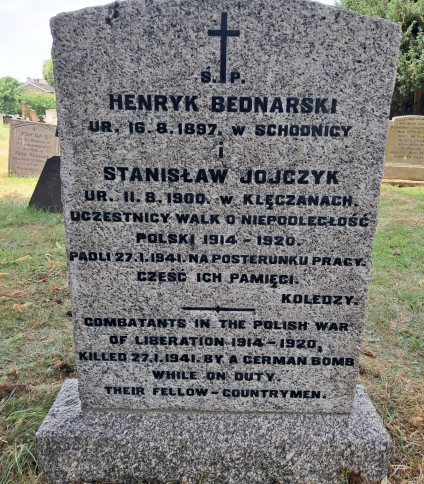 Ś. P.
HENRYK BEDNARSKI
UR. 16.8.1897. W SCHODNICY
i
STANISŁAW JOJCZYK
UR. 11.8.1900. W KLĘCZANACH.
UCZESTNICY WALK O NIEPODLEGŁOŚĆ
POLSKI 1914-1920.
PADLI 27.1.1941. NA POSTERUNKU PRACY.
CZEŚĆ ICH PAMIĘCI.
KOLEDZY.
COMBATANTS IN THE POLISH WAR
OF LIBERATION 1914-1920,
KILLED 27.1.1941. BY A GERMAN BOMB
WHILE ON DUTY.
THEIR FELLOW-COUNTRYMEN.